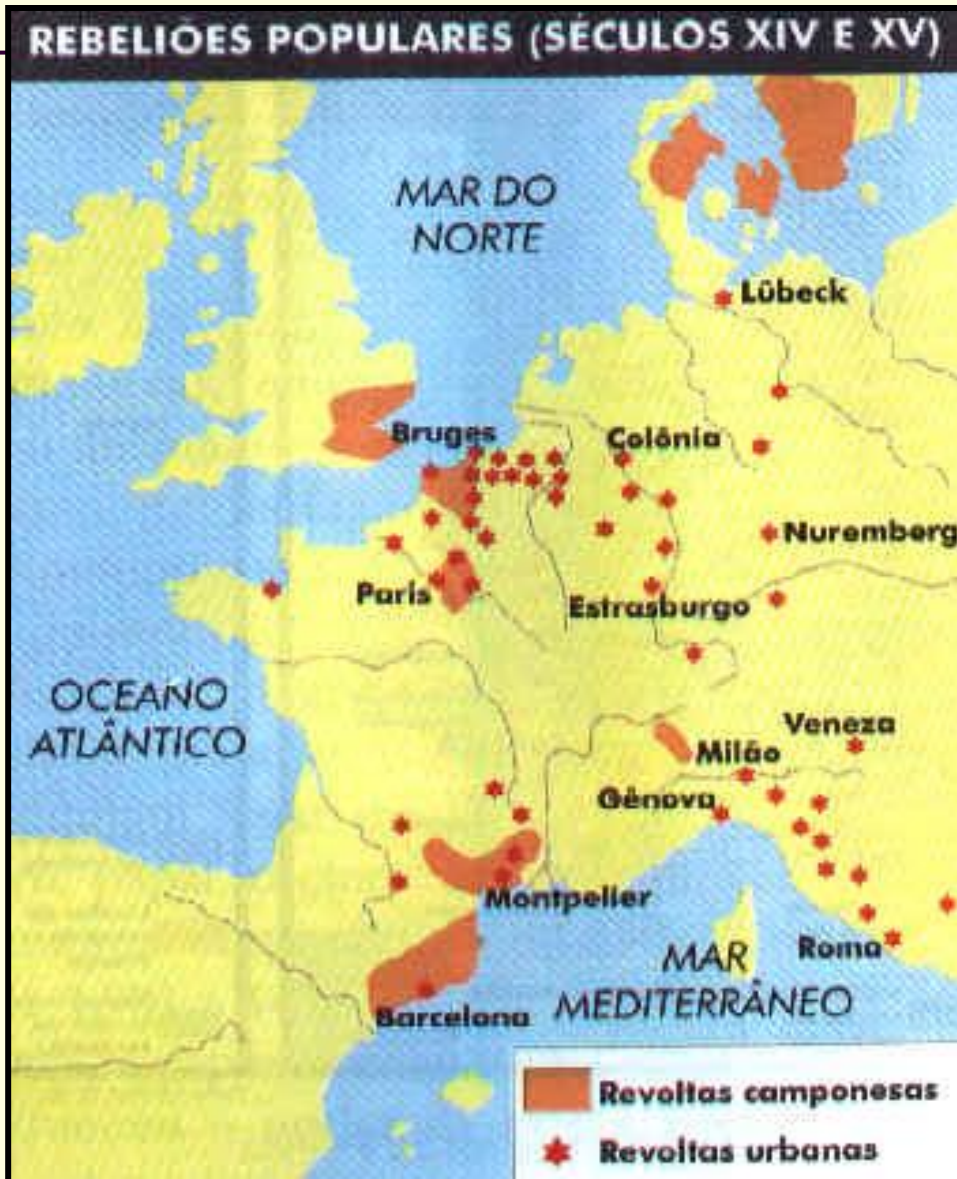 REBELIÕES POPULARES (SÉCULOS XIV E XV)
MAR DO
NORTE
Lübeck
Bruges
Colônia
Nuremberg
Paris
Estrasburgo
OCEANO
ATLÂNTICO
Veneza
Milão
Gênova
Montpellier
Roma
MAR
MEDITERRÂNEO
Barcelona
Revoltas camponesas
Revoltas urbanas